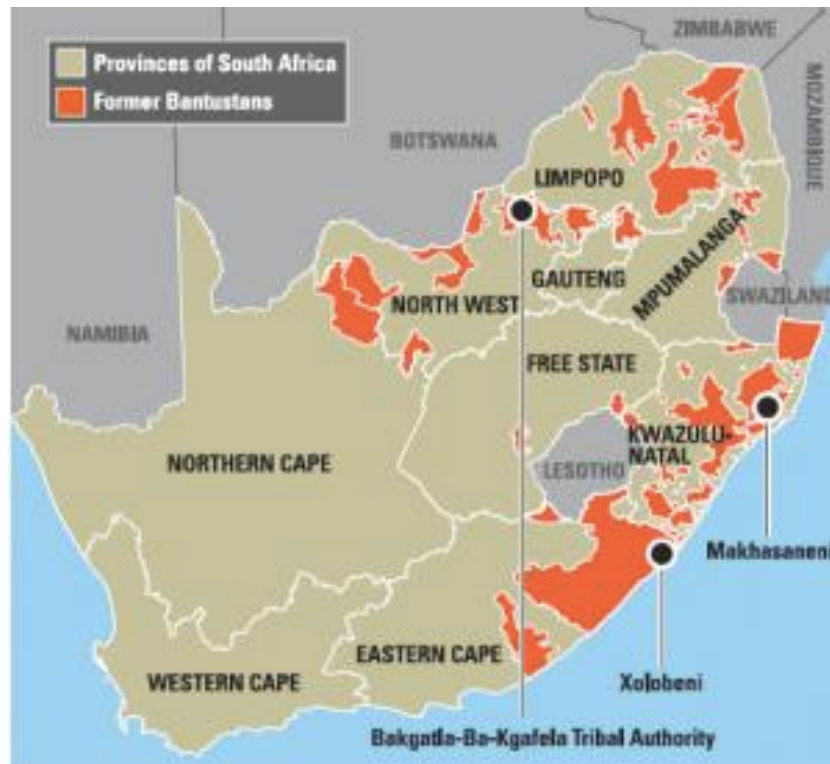 ZIMBABWE
Provinces of South Africa
Former Bantustans
MOZAMBIQUE
BOTSWANA
LIMPOPO
MPUMALANGA
GAUTENG
SWAZILAND
NORTH WEST
NAMIBIA
FREE STATE
KWAZULU-
NATAL
NORTHERN CAPE
LESOTHO
Makhasaneni
EASTERN CAPE
WESTERN CAPE
Xolobeni
Bakgatla-Ba-Kgafela Tribal Authority